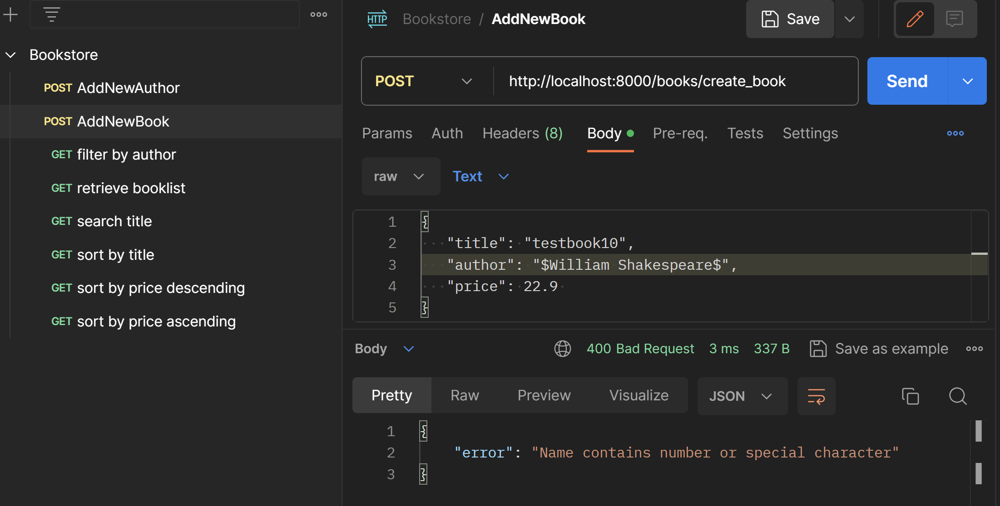 Bookstore
POST AddNewAuthor
POST AddNewBook
GET filter by author
GET retrieve booklist
GET search title
GET sort by title
GET sort by price descending
GET sort by price ascending
HTTP Bookstore / AddNewBook Save
POST http://localhost:8000/books/create_book Send
Params Auth Headers (8) Body Pre-req. Tests Settings
raw Text
1 {
2 "title": "testbook10",
3 "author": "$William Shakespeare$",
4 "price": 22.9
5 }
Body 400 Bad Request 3 ms 337 B Save as example
Pretty Raw Preview Visualize JSON
1 {
2 "error": "Name contains number or special character"
3 }